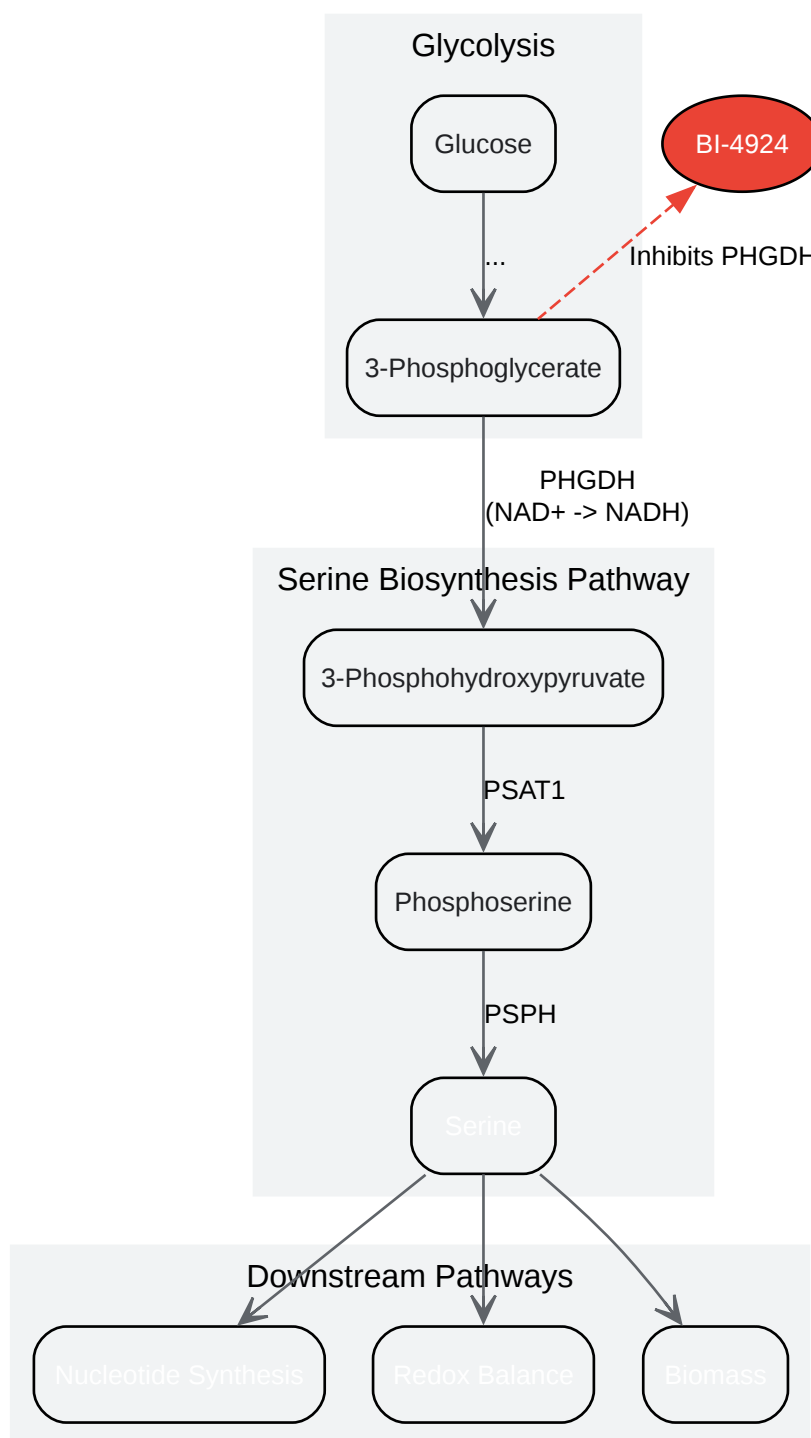 Glycolysis
Glucose
BI-4924
...
Inhibits PHGDH
3-Phosphoglycerate
PHGDH
(NAD+ -> NADH)
Serine Biosynthesis Pathway
3-Phosphohydroxypyruvate
PSAT1
Phosphoserine
PSPH
Serine
Downstream Pathways
Nucleotide Synthesis
Redox Balance
Biomass